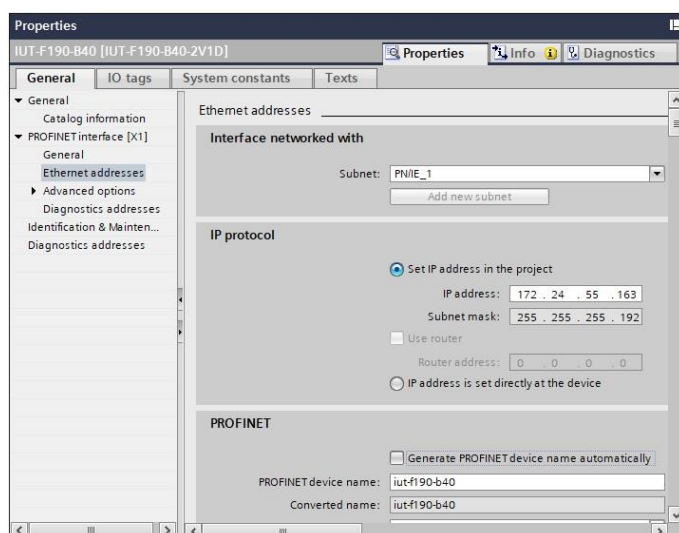 Properties
IUT-F190-B40 [IUT-F190-B40-2V1D]
Properties
Info
Diagnostics
General
IO tags
System constants
Texts
General
Catalog information
PROFINET interface [X1]
General
Ethernet addresses
Advanced options
Diagnostics addresses
Identification & Mainten...
Diagnostics addresses
Ethernet addresses
Interface networked with
Subnet: PN/IE_1
Add new subnet
IP protocol
Set IP address in the project
IP address: 172 . 24 . 55 . 163
Subnet mask: 255 . 255 . 255 . 192
Use router
Router address: 0 . 0 . 0 . 0
IP address is set directly at the device
PROFINET
Generate PROFINET device name automatically
PROFINET device name: iut-f190-b40
Converted name: iut-f190-b40